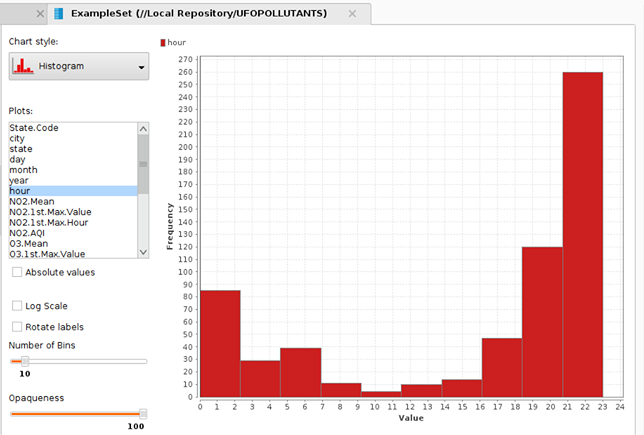 ExampleSet (//Local Repository/UFOPOLLUTANTS)
Chart style:
Histogram
Plots:
State.Code
city
state
day
month
year
hour
NO2.Mean
NO2.1st.Max.Value
NO2.1st.Max.Hour
NO2.AQI
O3.Mean
O3.1st.Max.Value
Absolute values
Log Scale
Rotate labels
Number of Bins
10
Opaqueness
100
hour
270
260
250
240
230
220
210
200
190
180
170
160
150
140
130
120
110
100
90
80
70
60
50
40
30
20
10
0
Frequency
0 1 2 3 4 5 6 7 8 9 10 11 12 13 14 15 16 17 18 19 20 21 22 23 24
Value